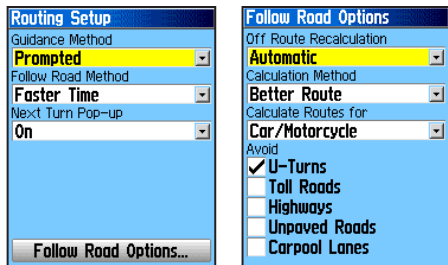 Routing Setup
Guidance Method
Prompted
Follow Road Method
Faster Time
Next Turn Pop-up
On
Follow Road Options...
Follow Road Options
Off Route Recalculation
Automatic
Calculation Method
Better Route
Calculate Routes for
Car/Motorcycle
Avoid
U-Turns
Toll Roads
Highways
Unpaved Roads
Carpool Lanes